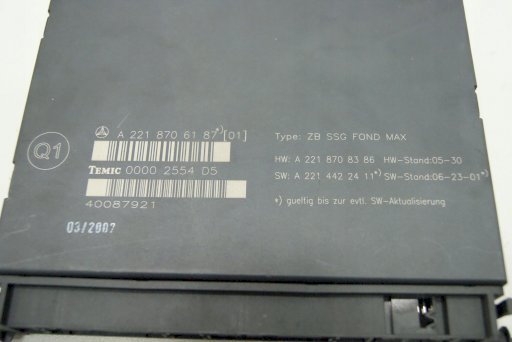 Q1
A 221 870 61 87*)[01]
TEMIC 0000 2554 D5
40087921
03/2007
Type: ZB SSG FOND MAX
HW: A 221 870 83 86 HW-Stand:05-30
SW: A 221 442 24 11*) SW-Stand:06-23-01*)
*) gueltig bis zur evtl. SW-Aktualisierung